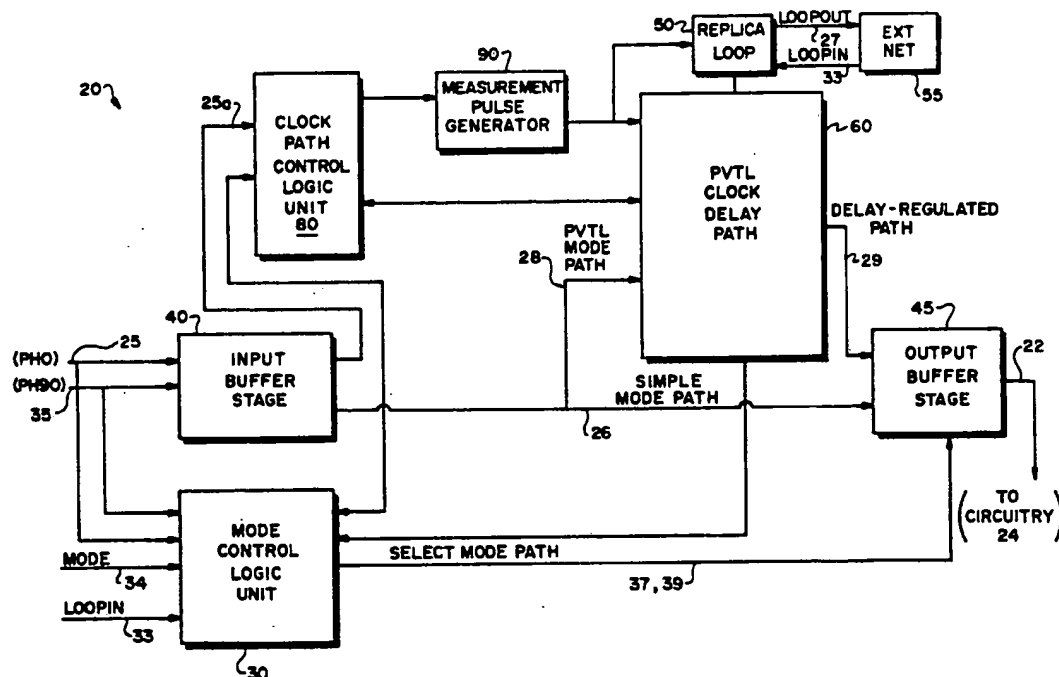 50
REPLICA
LOOP
LOOPOUT
27
LOOPIN
33
EXT
NET
55
20
25a
CLOCK
PATH
CONTROL
LOGIC
UNIT
80
90
MEASUREMENT
PULSE
GENERATOR
60
PVTL
CLOCK
DELAY
PATH
DELAY-REGULATED
PATH
29
PVTL
MODE
PATH
28
40
(PH0)
25
(PH90)
35
INPUT
BUFFER
STAGE
SIMPLE
MODE PATH
26
45
OUTPUT
BUFFER
STAGE
22
(TO
CIRCUITRY
24)
MODE
CONTROL
LOGIC
UNIT
SELECT MODE PATH
37, 39
MODE
34
LOOPIN
33
30